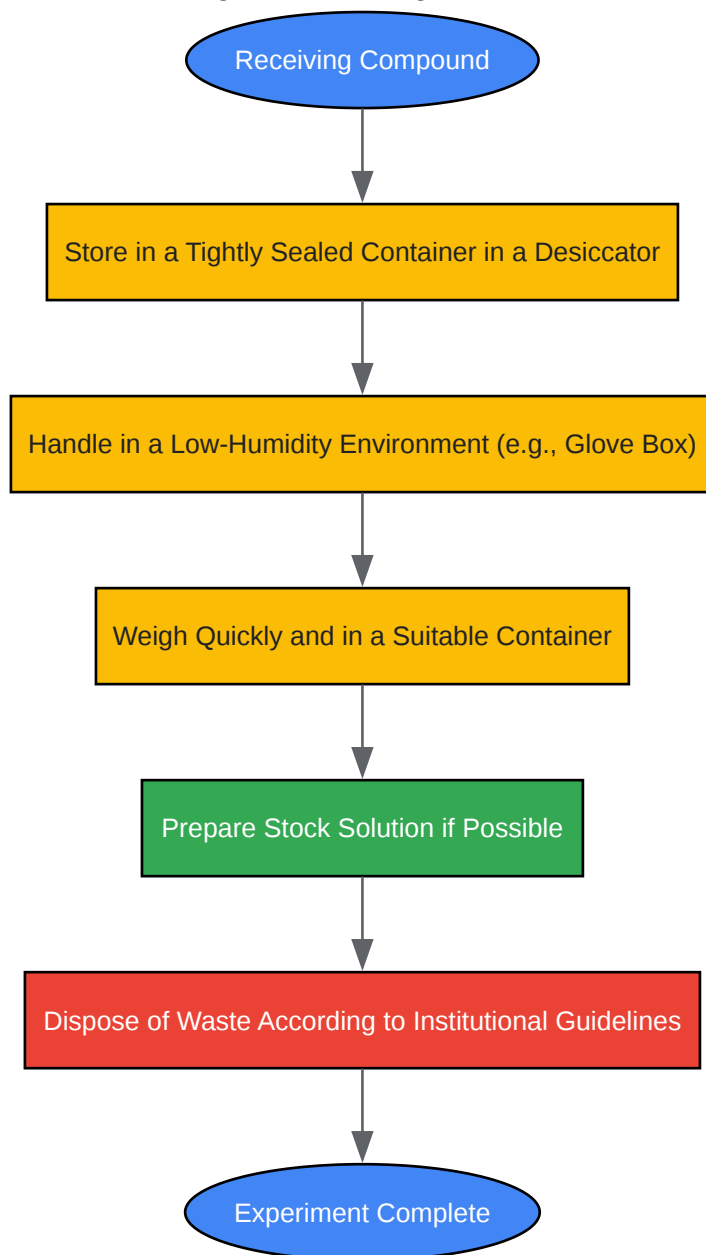 Receiving Compound
Store in a Tightly Sealed Container in a Desiccator
Handle in a Low-Humidity Environment (e.g., Glove Box)
Weigh Quickly and in a Suitable Container
Prepare Stock Solution if Possible
Dispose of Waste According to Institutional Guidelines
Experiment Complete